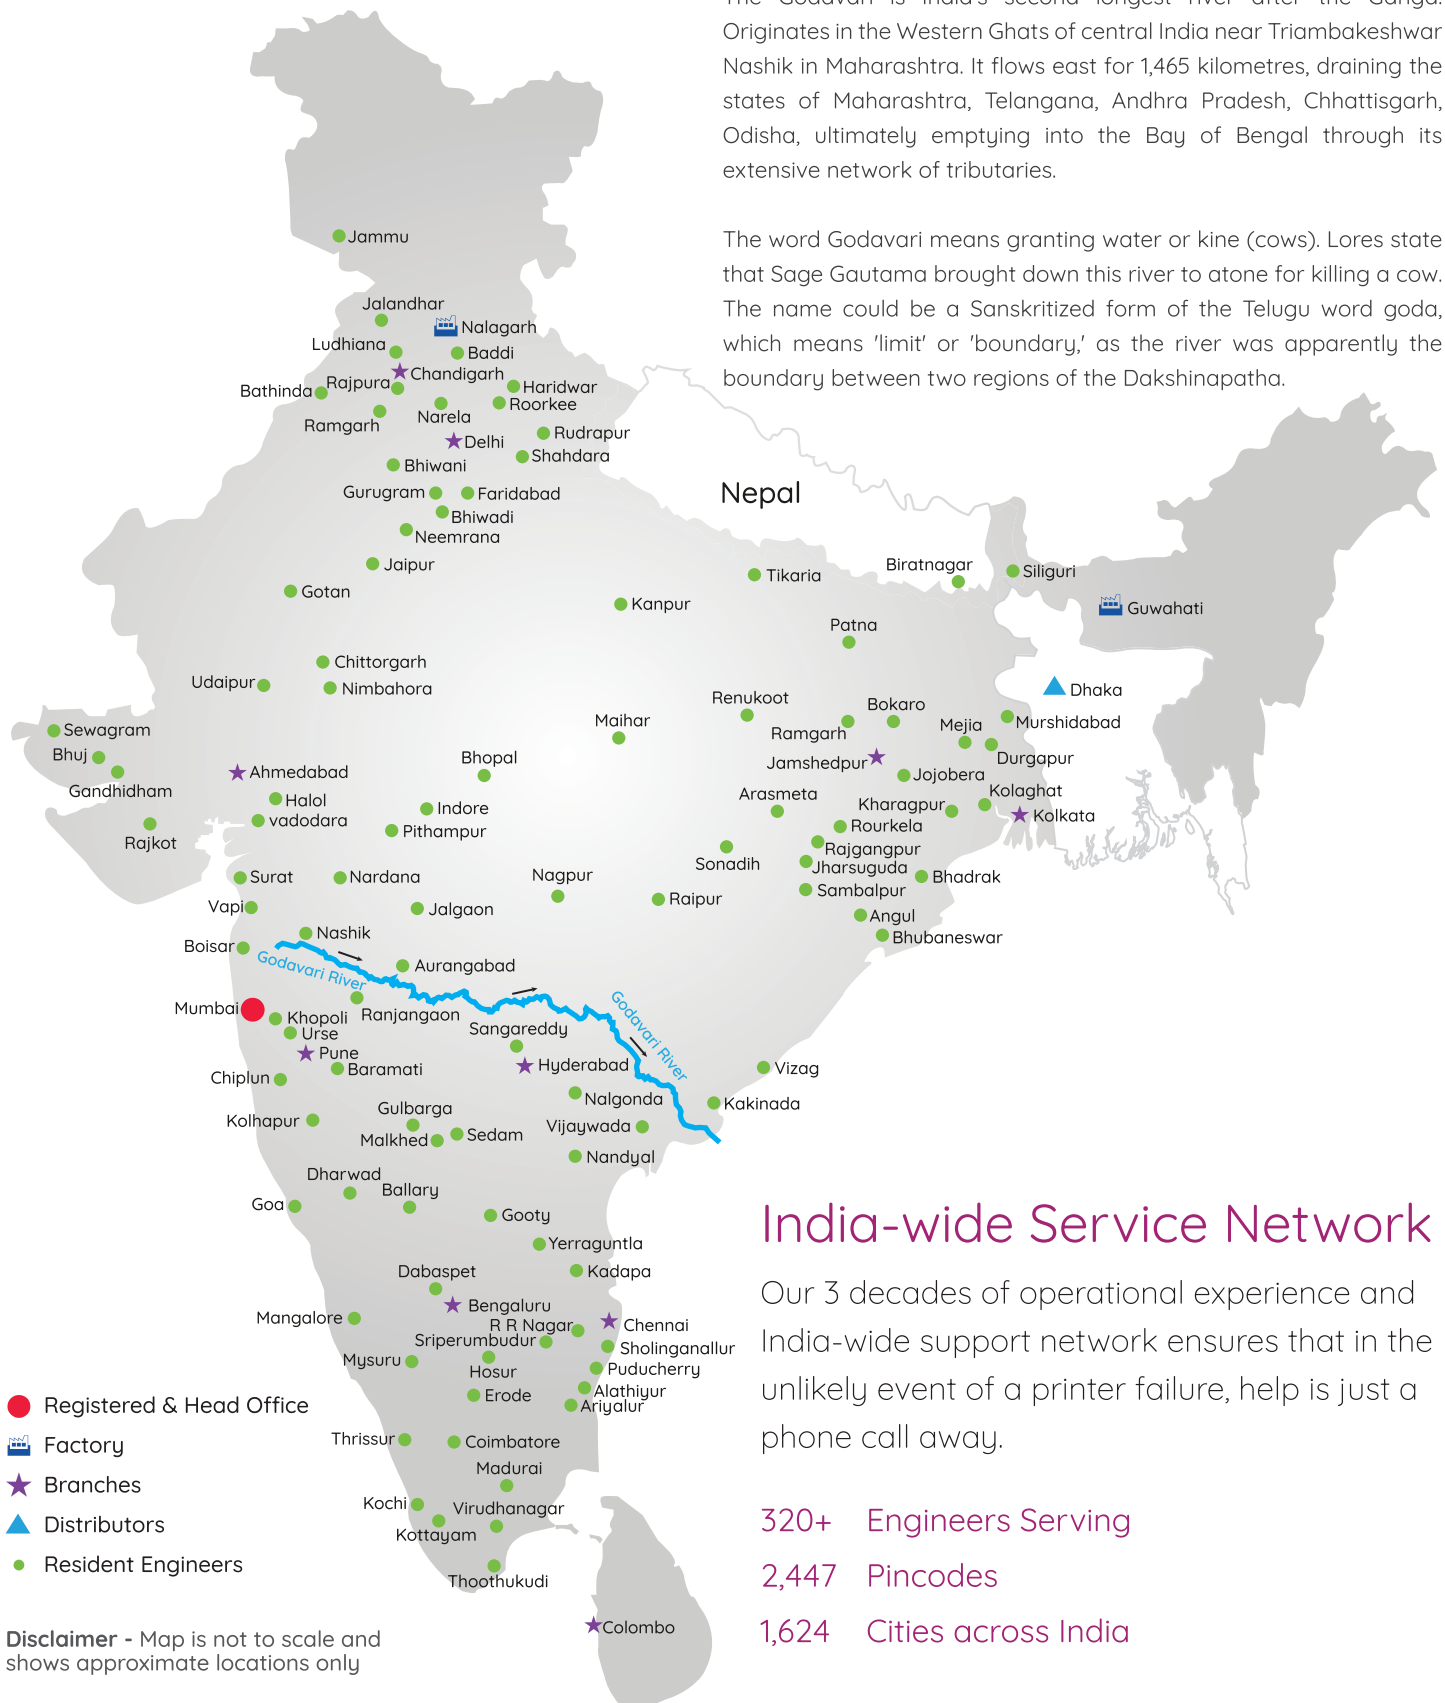 The Godavari is India's second longest river after the Ganga.
Originates in the Western Ghats of central India near Triambakeshwar
Nashik in Maharashtra. It flows east for 1,465 kilometres, draining the
states of Maharashtra, Telangana, Andhra Pradesh, Chhattisgarh,
Odisha, ultimately emptying into the Bay of Bengal through its
extensive network of tributaries.
The word Godavari means granting water or kine (cows). Lores state
that Sage Gautama brought down this river to atone for killing a cow.
The name could be a Sanskritized form of the Telugu word goda,
which means 'limit' or 'boundary,' as the river was apparently the
boundary between two regions of the Dakshinapatha.
Jammu
Jalandhar
Nalagarh
Ludhiana
Baddi
Chandigarh
Rajpura
Bathinda
Haridwar
Roorkee
Narela
Ramgarh
Rudrapur
Delhi
Shahdara
Bhiwani
Gurugram
Faridabad
Bhiwadi
Neemrana
Nepal
Jaipur
Gotan
Tikaria
Biratnagar
Siliguri
Kanpur
Guwahati
Patna
Chittorgarh
Udaipur
Nimbahora
Dhaka
Renukoot
Bokaro
Maihar
Ramgarh
Mejia
Murshidabad
Sewagram
Bhuj
Bhopal
Durgapur
Jamshedpur
Ahmedabad
Jojobera
Gandhidham
Arasmeta
Kolaghat
Halol
Indore
Kharagpur
Kolkata
vadodara
Pithampur
Rourkela
Rajkot
Rajgangpur
Sonadih
Jharsuguda
Surat
Nardana
Nagpur
Bhadrak
Sambalpur
Raipur
Vapi
Jalgaon
Angul
Nashik
Bhubaneswar
Boisar
Godavari River
Aurangabad
Mumbai
Ranjangaon
Khopoli
Godavari River
Sangareddy
Urse
Pune
Hyderabad
Baramati
Vizag
Chiplun
Nalgonda
Kakinada
Gulbarga
Kolhapur
Vijaywada
Malkhed
Sedam
Nandyal
Dharwad
Ballary
Goa
Gooty
Yerraguntla
Dabaspet
Kadapa
Bengaluru
Mangalore
R R Nagar
Chennai
Sriperumbudur
Sholinganallur
Mysuru
Hosur
Puducherry
Alathiyur
Erode
Ariyalur
Thrissur
Coimbatore
Madurai
Kochi
Virudhanagar
Kottayam
Thoothukudi
Colombo
India-wide Service Network
Our 3 decades of operational experience and
India-wide support network ensures that in the
unlikely event of a printer failure, help is just a
phone call away.
320+ Engineers Serving
2,447 Pincodes
1,624 Cities across India
Registered & Head Office
Factory
Branches
Distributors
Resident Engineers
Disclaimer - Map is not to scale and
shows approximate locations only